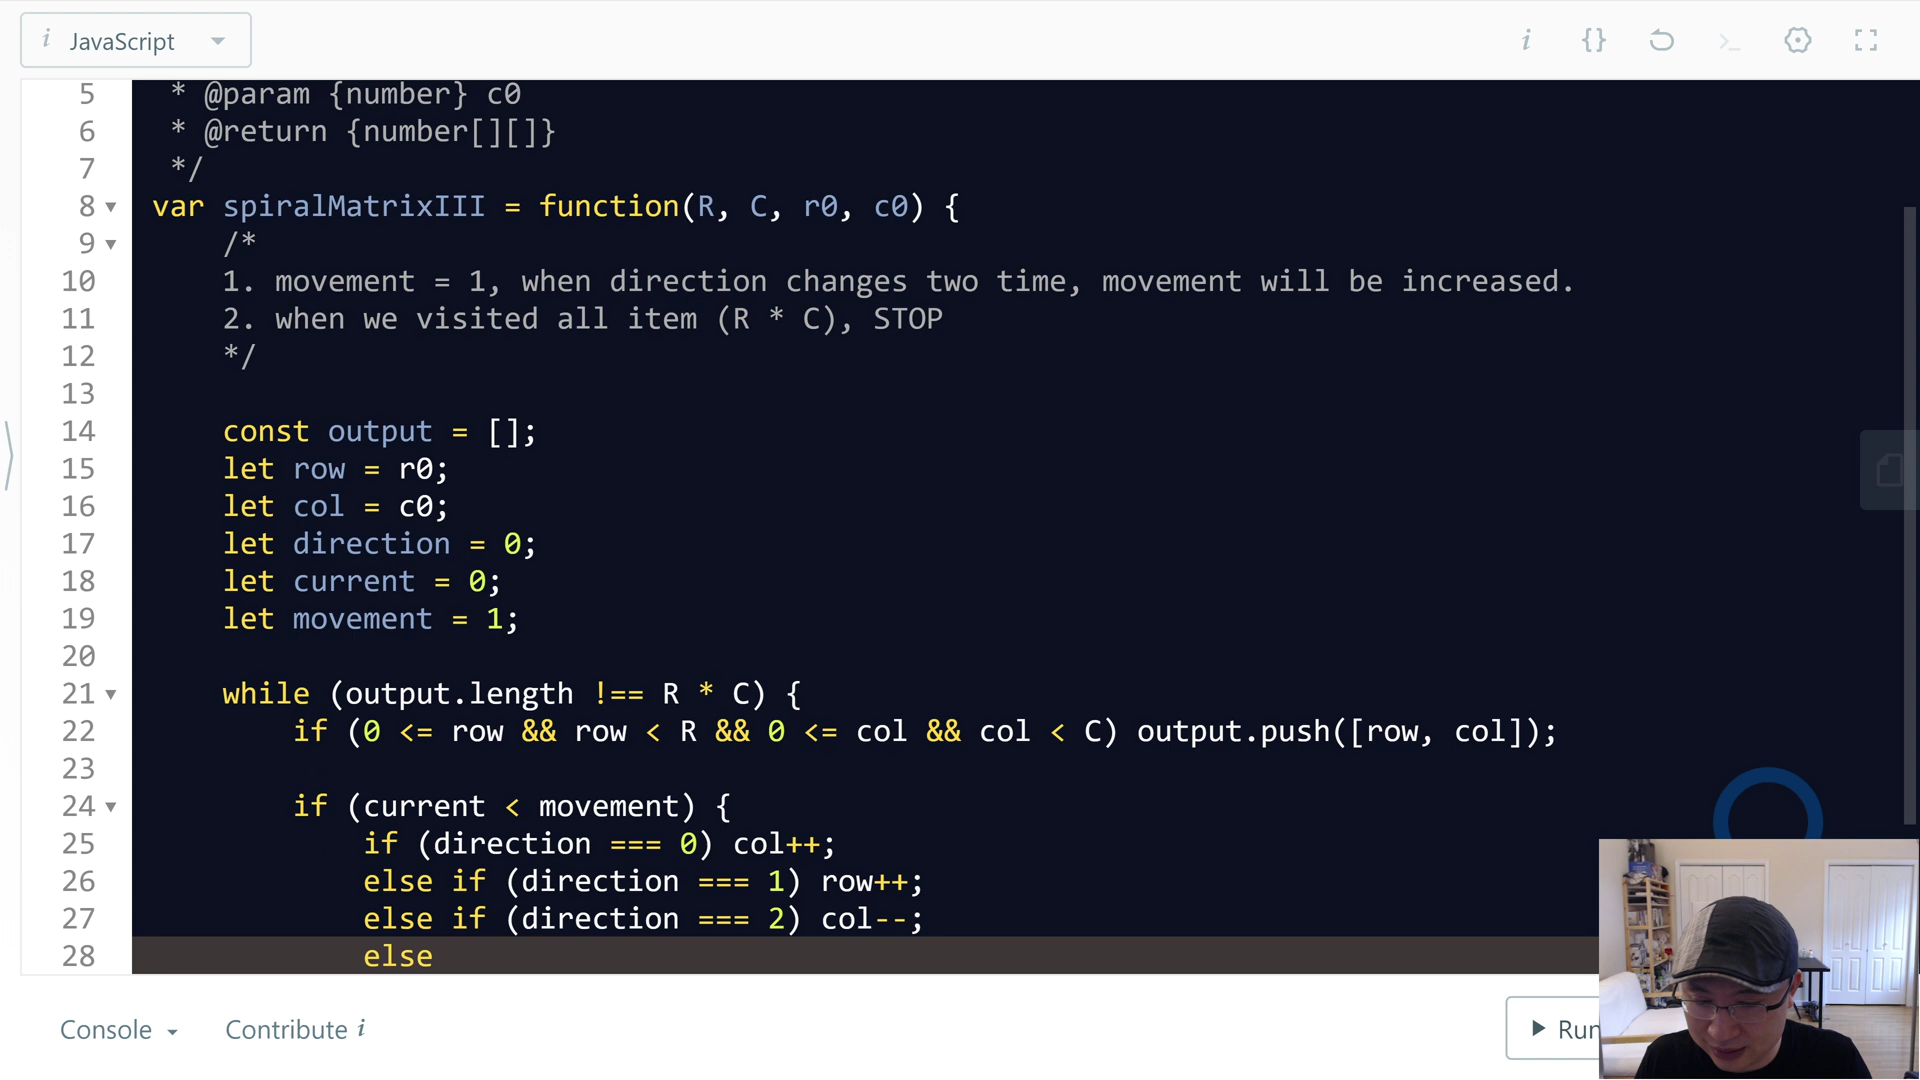 i JavaScript
i {} >_
5 * @param {number} c0
6 * @return {number[][]}
7 */
8 var spiralMatrixIII = function(R, C, r0, c0) {
9 /*
10 1. movement = 1, when direction changes two time, movement will be increased.
11 2. when we visited all item (R * C), STOP
12 */
13
14 const output = [];
15 let row = r0;
16 let col = c0;
17 let direction = 0;
18 let current = 0;
19 let movement = 1;
20
21 while (output.length !== R * C) {
22 if (0 <= row && row < R && 0 <= col && col < C) output.push([row, col]);
23
24 if (current < movement) {
25 if (direction === 0) col++;
26 else if (direction === 1) row++;
27 else if (direction === 2) col--;
28 else
Console Contribute i Run